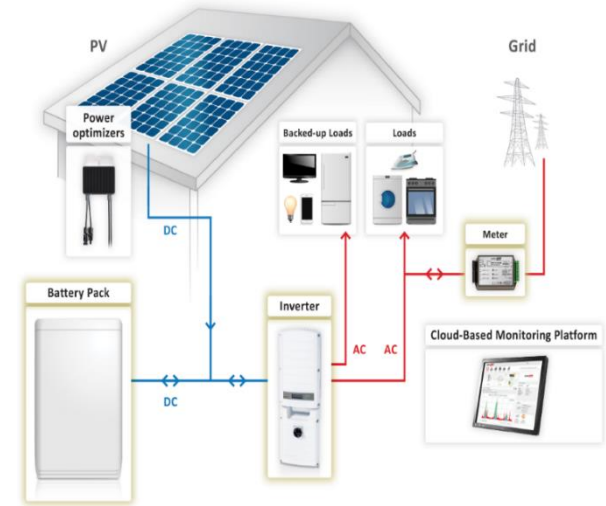 PV
Grid
Power
optimizers
Backed-up Loads
Loads
DC
Meter
Battery Pack
Inverter
AC
AC
Cloud-Based Monitoring Platform
DC